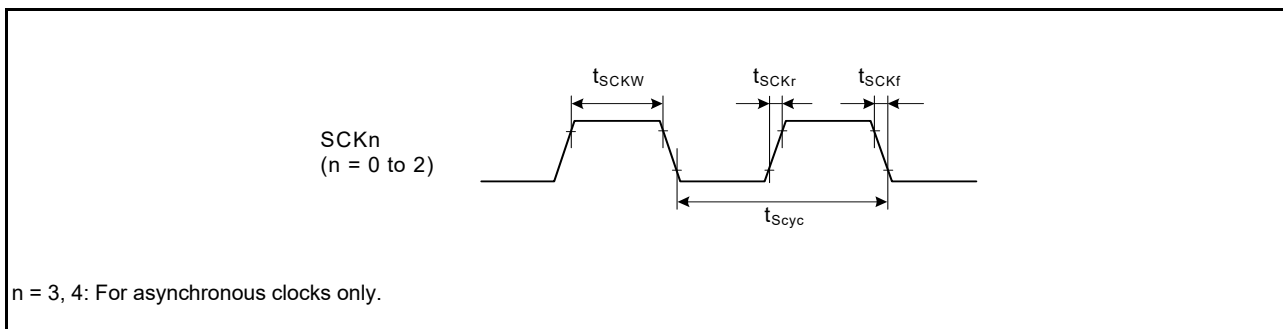 tSCKW tSCKr tSCKf
SCKn
(n = 0 to 2)
tScyc
n = 3, 4: For asynchronous clocks only.